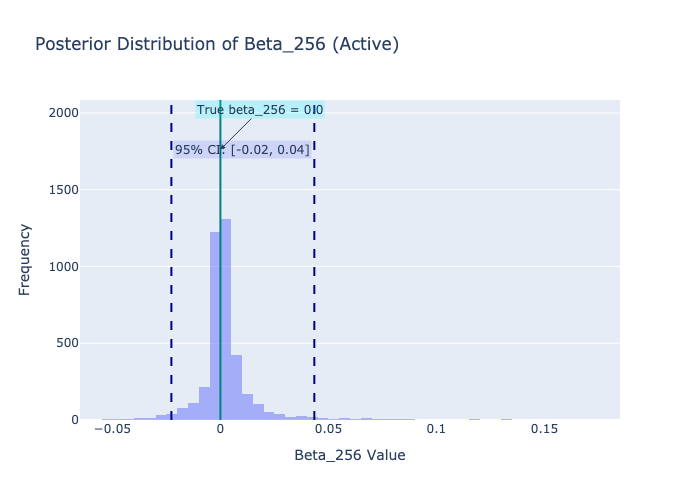 Posterior Distribution of Beta_256 (Active)
True beta_256 = 0.0
95% CI: [-0.02, 0.04]
2000
1500
1000
500
0
Frequency
−0.05 0 0.05 0.1 0.15
Beta_256 Value